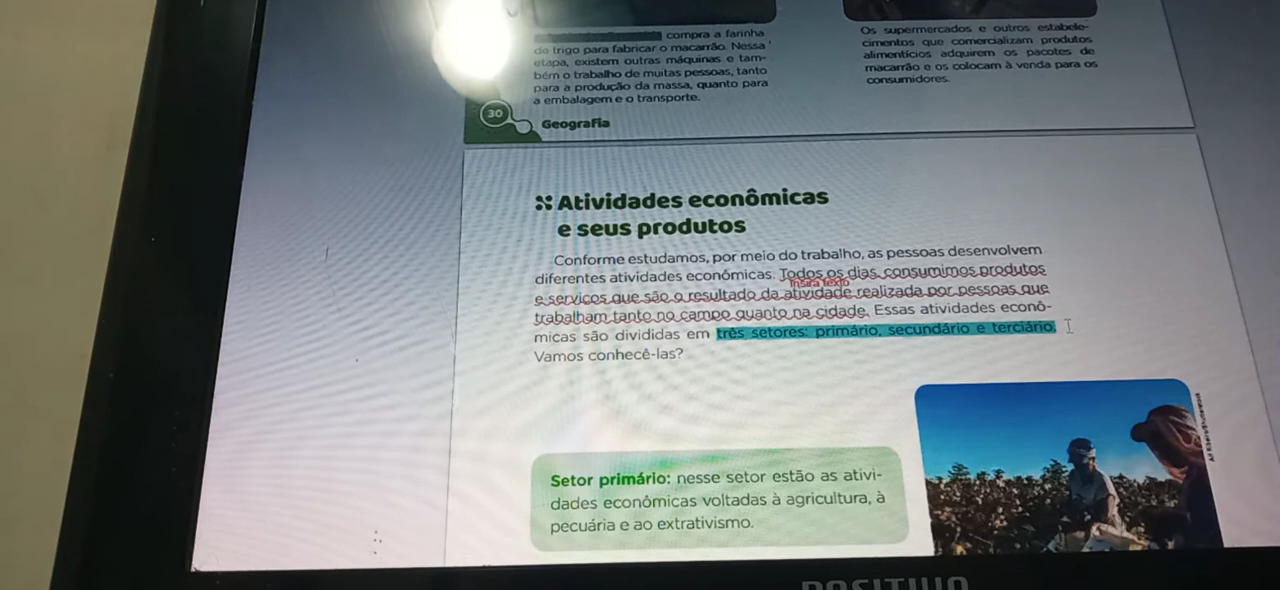 compra a farinha
de trigo para fabricar o macarrão. Nessa
etapa, existem outras máquinas e tam-
bém o trabalho de muitas pessoas, tanto
para a produção da massa, quanto para
a embalagem e o transporte.
Os supermercados e outros estabele-
cimentos que comercializam produtos
alimentícios adquirem os pacotes de
macarrão e os colocam à venda para os
consumidores.
30
Geografia
Atividades econômicas
e seus produtos
Conforme estudamos, por meio do trabalho, as pessoas desenvolvem
diferentes atividades econômicas. Todos os dias consumimos produtos
Insira texto
e serviços que são o resultado da atividade realizada por pessoas que
trabalham tanto no campo quanto na cidade. Essas atividades econô-
micas são divididas em três setores: primário, secundário e terciário.
Vamos conhecê-las?
Setor primário: nesse setor estão as ativi-
dades econômicas voltadas à agricultura, à
pecuária e ao extrativismo.
POSITIVO